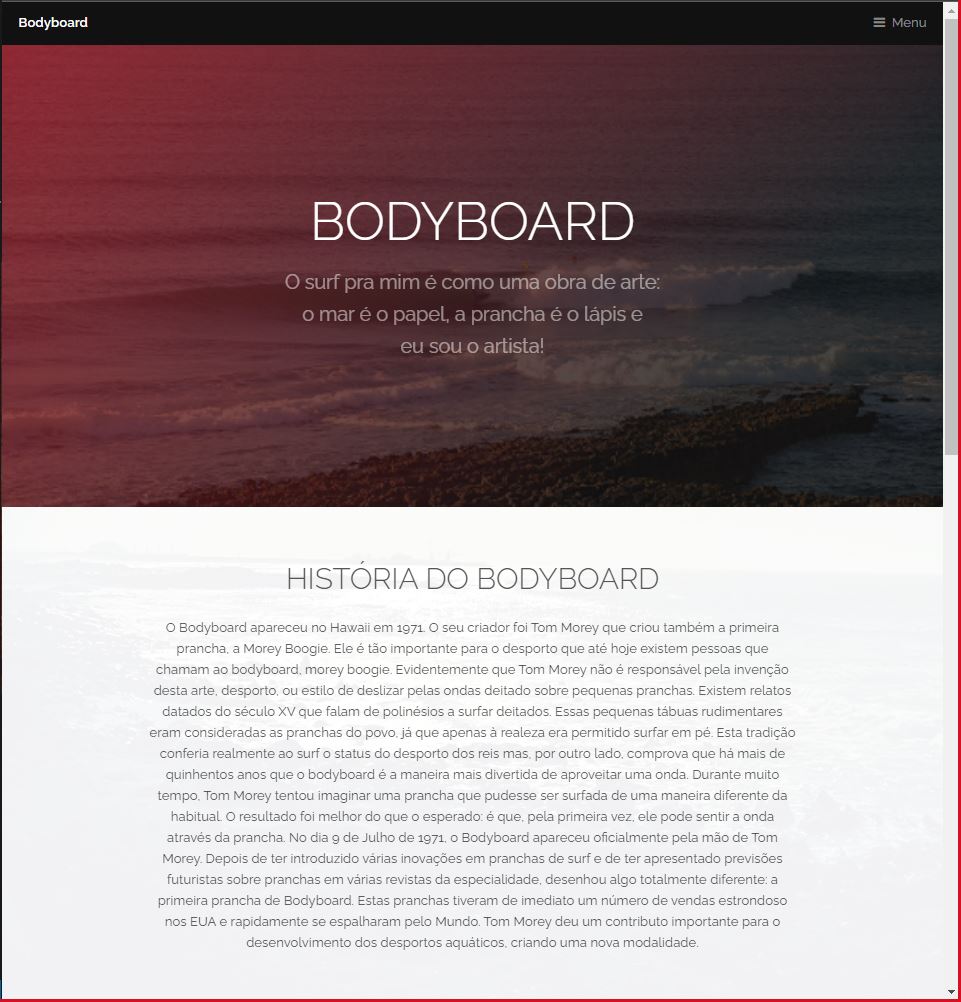 Bodyboard
Menu
BODYBOARD
O surf pra mim é como uma obra de arte:
o mar é o papel, a prancha é o lápis e
eu sou o artista!
HISTÓRIA DO BODYBOARD
O Bodyboard apareceu no Hawaii em 1971. O seu criador foi Tom Morey que criou também a primeira
prancha, a Morey Boogie. Ele é tão importante para o desporto que até hoje existem pessoas que
chamam ao bodyboard, morey boogie. Evidentemente que Tom Morey não é responsável pela invenção
desta arte, desporto, ou estilo de deslizar pelas ondas deitado sobre pequenas pranchas. Existem relatos
datados do século XV que falam de polinésios a surfar deitados. Essas pequenas tábuas rudimentares
eram consideradas as pranchas do povo, já que apenas à realeza era permitido surfar em pé. Esta tradição
conferia realmente ao surf o status do desporto dos reis mas, por outro lado, comprova que há mais de
quinhentos anos que o bodyboard é a maneira mais divertida de aproveitar uma onda. Durante muito
tempo, Tom Morey tentou imaginar uma prancha que pudesse ser surfada de uma maneira diferente da
habitual. O resultado foi melhor do que o esperado: é que, pela primeira vez, ele pode sentir a onda
através da prancha. No dia 9 de Julho de 1971, o Bodyboard apareceu oficialmente pela mão de Tom
Morey. Depois de ter introduzido várias inovações em pranchas de surf e de ter apresentado previsões
futuristas sobre pranchas em várias revistas da especialidade, desenhou algo totalmente diferente: a
primeira prancha de Bodyboard. Estas pranchas tiveram de imediato um número de vendas estrondoso
nos EUA e rapidamente se espalharam pelo Mundo. Tom Morey deu um contributo importante para o
desenvolvimento dos desportos aquáticos, criando uma nova modalidade.